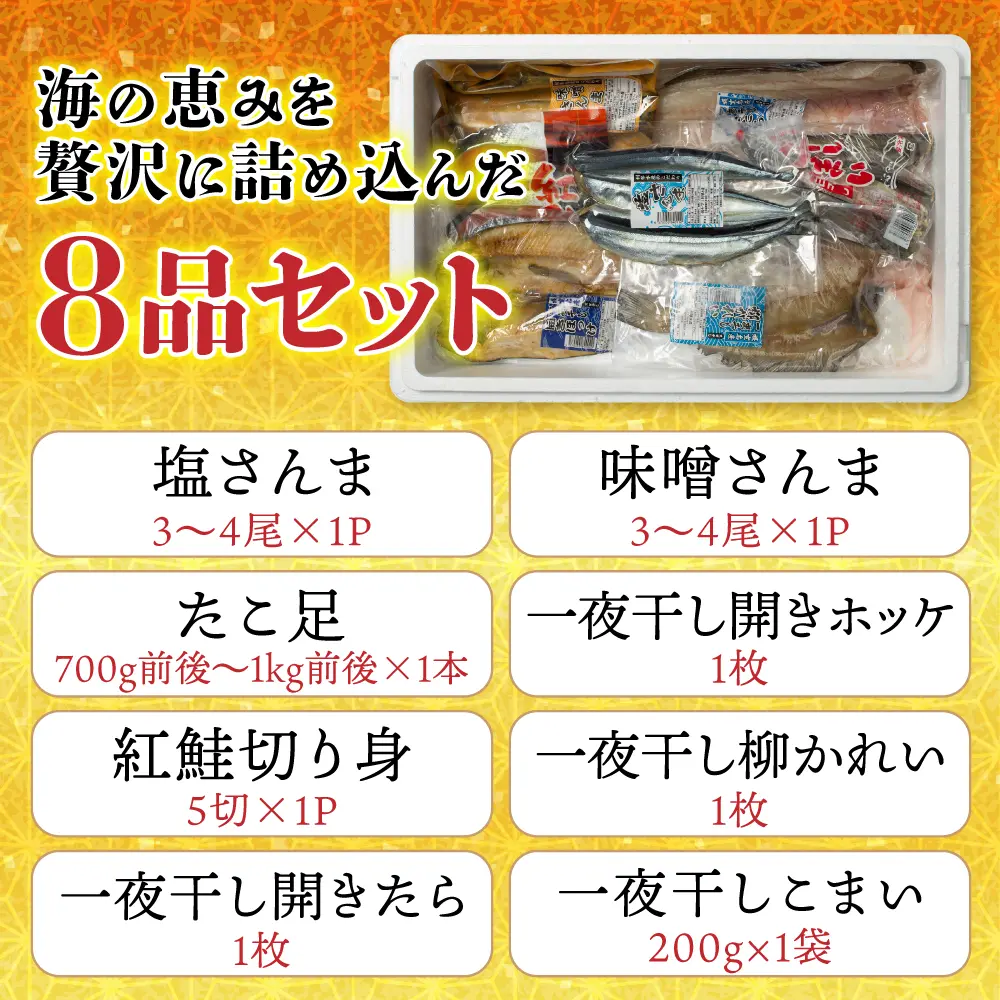 海の恵みを
贅沢に詰め込んだ
8品セット
塩さんま
3〜4尾×1P
味噌さんま
3〜4尾×1P
たこ足
700g前後〜1kg前後×1本
一夜干し開きホッケ
1枚
紅鮭切り身
5切×1P
一夜干し柳かれい
1枚
一夜干し開きたら
1枚
一夜干しこまい
200g×1袋